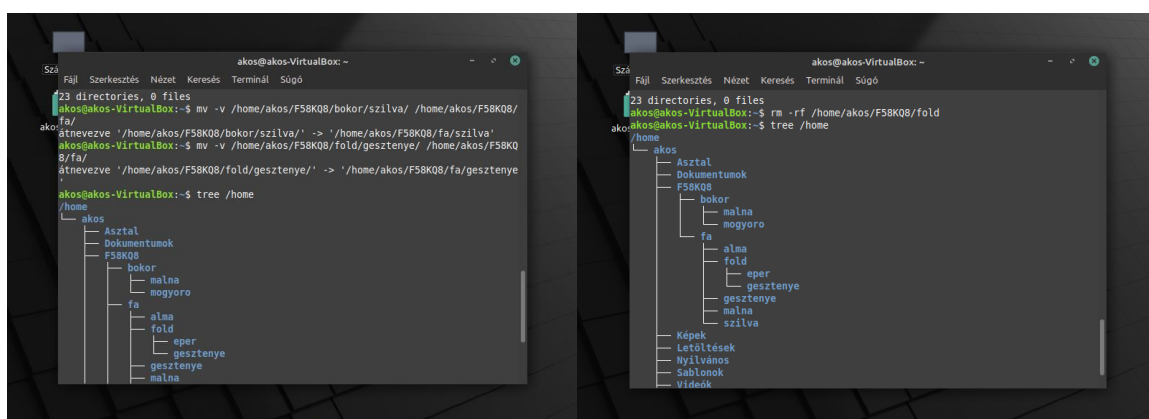 Szá
akos
akos@akos-VirtualBox: ~
Fájl Szerkesztés Nézet Keresés Terminál Súgó
23 directories, 0 files
akos@akos-VirtualBox:~$ mv -v /home/akos/F58KQ8/bokor/szilva/ /home/akos/F58KQ8/
fa/
átnevezve '/home/akos/F58KQ8/bokor/szilva/' -> '/home/akos/F58KQ8/fa/szilva'
akos@akos-VirtualBox:~$ mv -v /home/akos/F58KQ8/fold/gesztenye/ /home/akos/F58KQ
8/fa/
átnevezve '/home/akos/F58KQ8/fold/gesztenye/' -> '/home/akos/F58KQ8/fa/gesztenye
'
akos@akos-VirtualBox:~$ tree /home
/home
└── akos
    ├── Asztal
    ├── Dokumentumok
    ├── F58KQ8
    │   ├── bokor
    │   │   ├── malna
    │   │   └── mogyoro
    │   ├── fa
    │   │   ├── alma
    │   │   ├── fold
    │   │   │   ├── eper
    │   │   │   └── gesztenye
    │   │   ├── gesztenye
    │   │   ├── malna
Szá
akos
akos@akos-VirtualBox: ~
Fájl Szerkesztés Nézet Keresés Terminál Súgó
23 directories, 0 files
akos@akos-VirtualBox:~$ rm -rf /home/akos/F58KQ8/fold
akos@akos-VirtualBox:~$ tree /home
/home
└── akos
    ├── Asztal
    ├── Dokumentumok
    ├── F58KQ8
    │   ├── bokor
    │   │   ├── malna
    │   │   └── mogyoro
    │   └── fa
    │       ├── alma
    │       ├── fold
    │       │   ├── eper
    │       │   └── gesztenye
    │       ├── gesztenye
    │       ├── malna
    │       └── szilva
    ├── Képek
    ├── Letöltések
    ├── Nyilvános
    ├── Sablonok
    ├── Videók